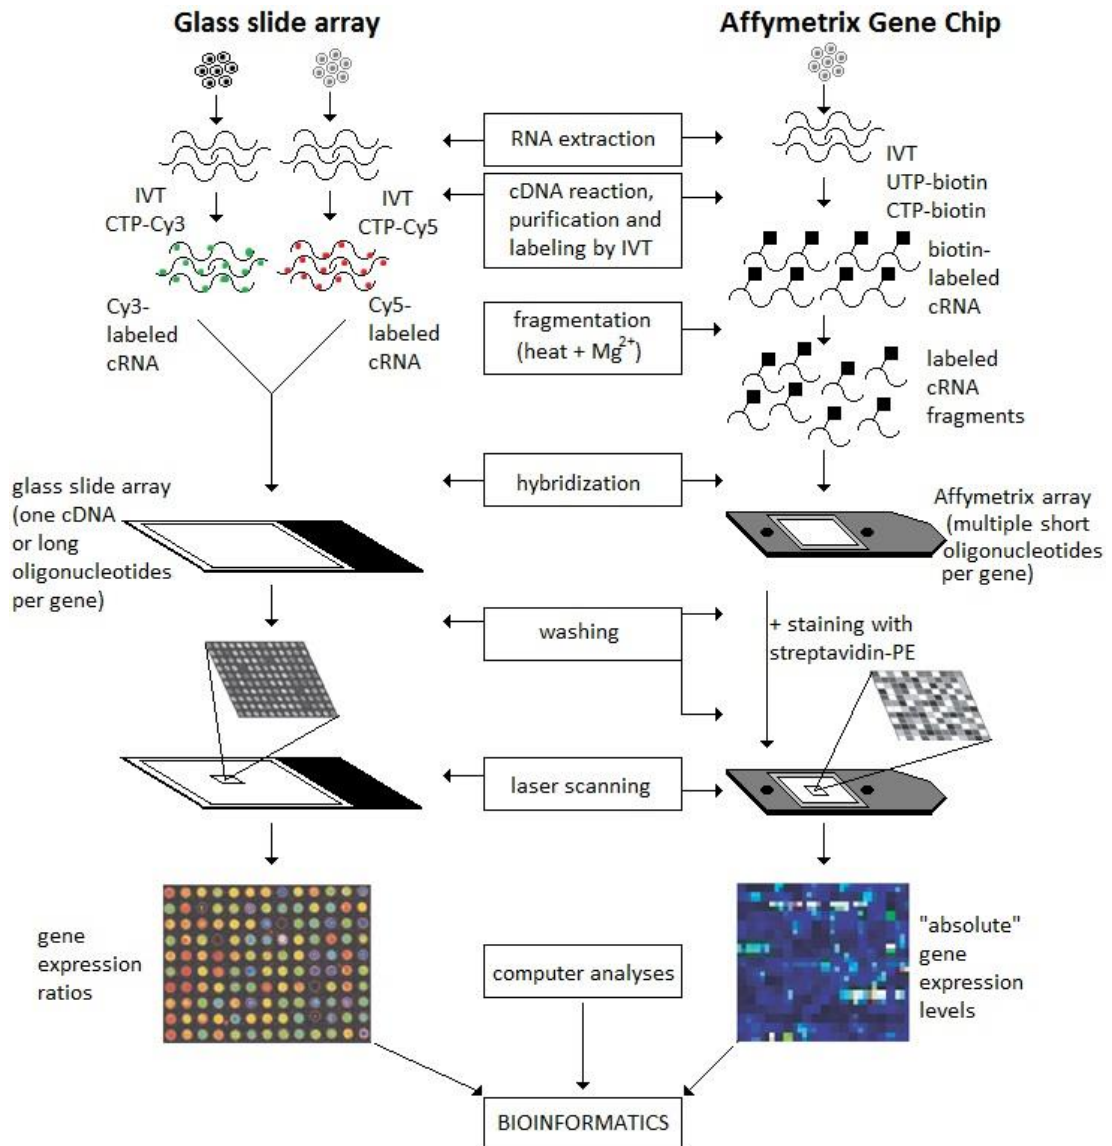 Glass slide array
Affymetrix Gene Chip
RNA extraction
IVT
CTP-Cy3
IVT
CTP-Cy5
cDNA reaction,
purification and
labeling by IVT
IVT
UTP-biotin
CTP-biotin
Cy3-
labeled
cRNA
Cy5-
labeled
cRNA
biotin-
labeled
cRNA
fragmentation
(heat + Mg²⁺)
labeled
cRNA
fragments
hybridization
glass slide array
(one cDNA
or long
oligonucleotides
per gene)
Affymetrix array
(multiple short
oligonucleotides
per gene)
washing
+ staining with
streptavidin-PE
laser scanning
gene
expression
ratios
computer analyses
"absolute"
gene
expression
levels
BIOINFORMATICS